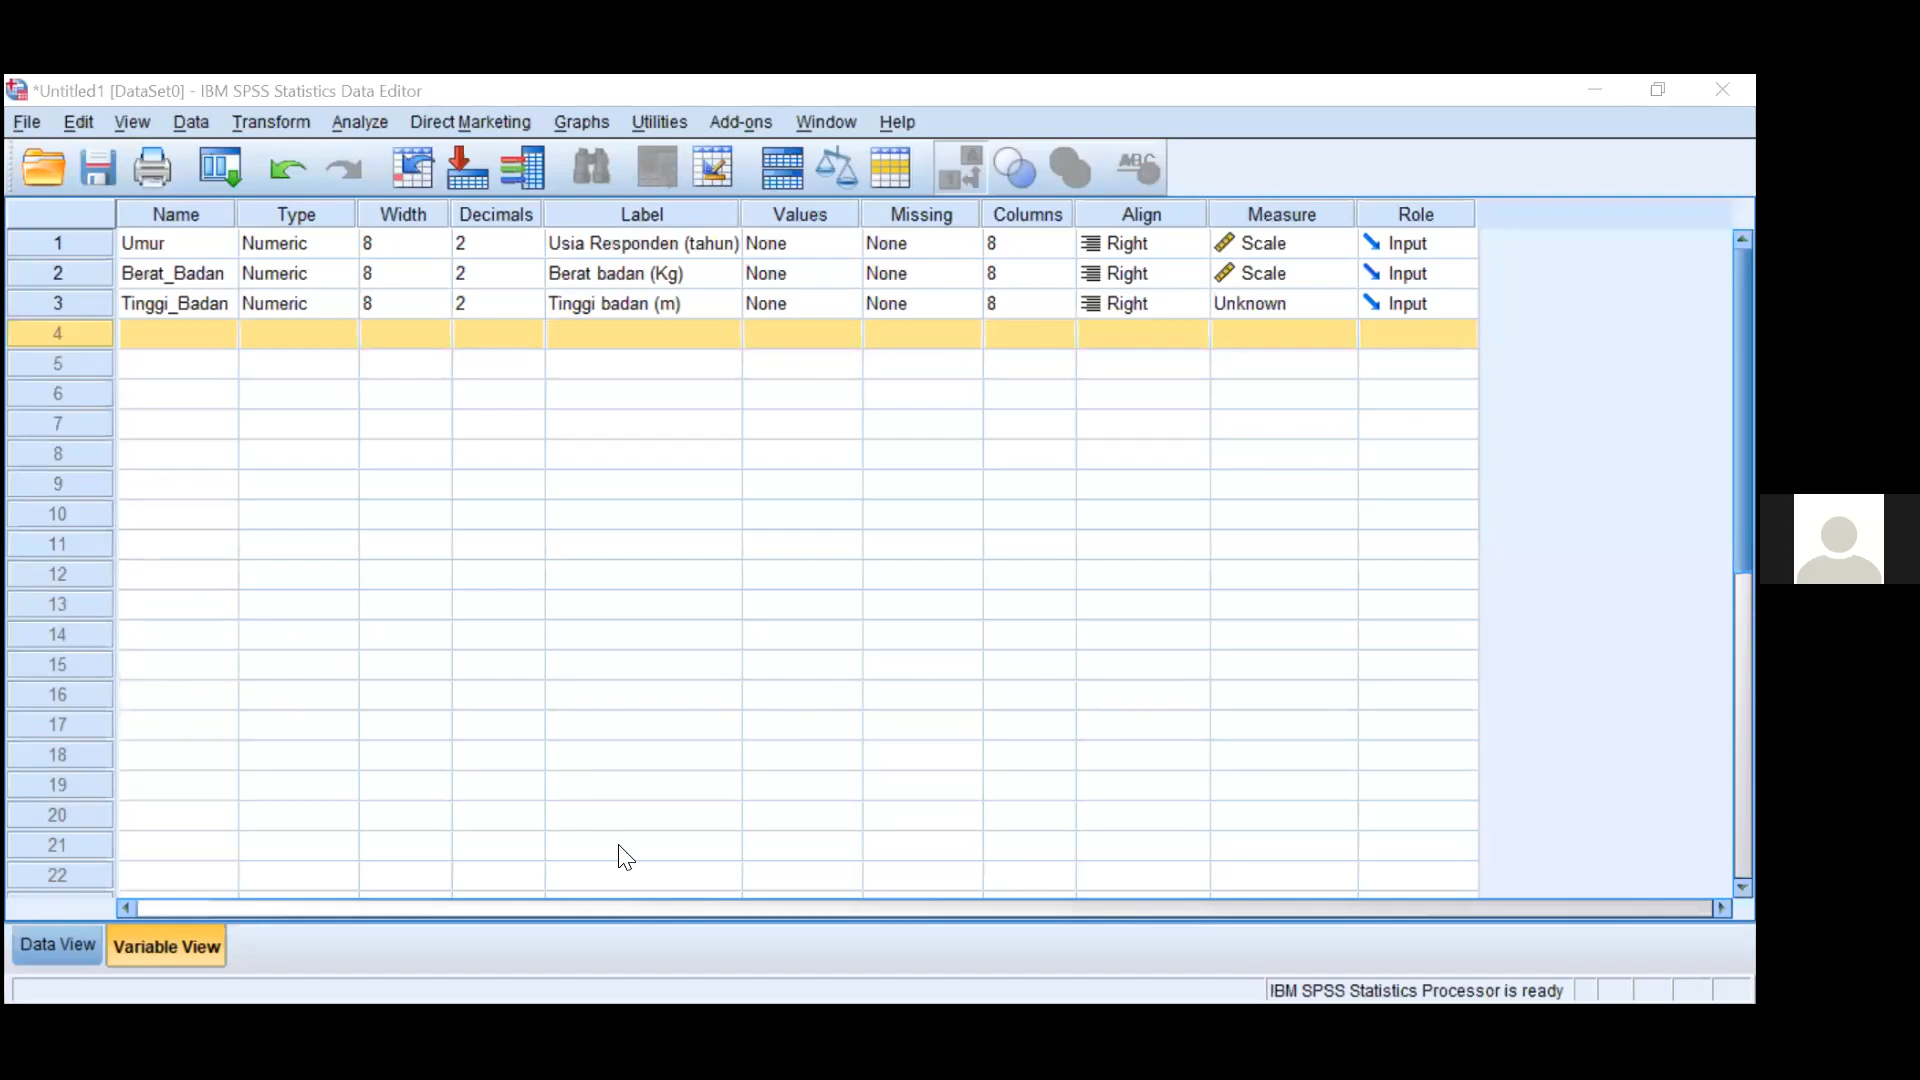 *Untitled1 [DataSet0] - IBM SPSS Statistics Data Editor
File Edit View Data Transform Analyze Direct Marketing Graphs Utilities Add-ons Window Help
Name Type Width Decimals Label Values Missing Columns Align Measure Role
1 Umur Numeric 8 2 Usia Responden (tahun) None None 8 Right Scale Input
2 Berat_Badan Numeric 8 2 Berat badan (Kg) None None 8 Right Scale Input
3 Tinggi_Badan Numeric 8 2 Tinggi badan (m) None None 8 Right Unknown Input
4
5
6
7
8
9
10
11
12
13
14
15
16
17
18
19
20
21
22
Data View Variable View
IBM SPSS Statistics Processor is ready